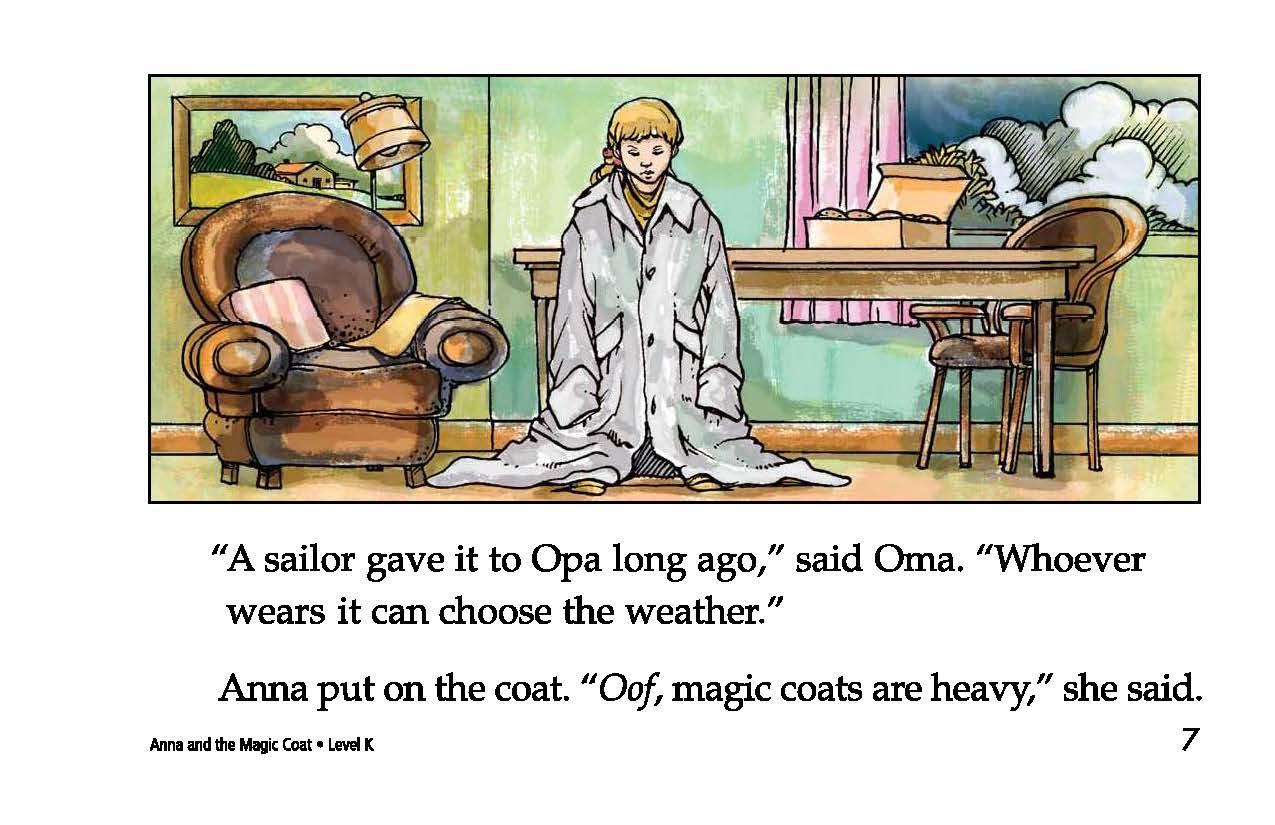 “A sailor gave it to Opa long ago,” said Oma. “Whoever
wears it can choose the weather.”
Anna put on the coat. “Oof, magic coats are heavy,” she said.
Anna and the Magic Coat • Level K
7